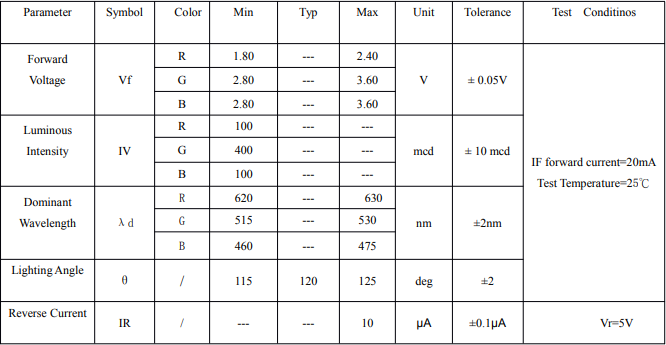 Parameter Symbol Color Min Typ Max Unit Tolerance Test Conditinos
Forward Voltage Vf R 1.80 --- 2.40 V ± 0.05V IF forward current=20mA Test Temperature=25℃
G 2.80 --- 3.60
B 2.80 --- 3.60
Luminous Intensity IV R 100 --- --- mcd ± 10 mcd
G 400 --- ---
B 100 --- ---
Dominant Wavelength λd R 620 --- 630 nm ±2nm
G 515 --- 530
B 460 --- 475
Lighting Angle θ / 115 120 125 deg ±2
Reverse Current IR / --- --- 10 μA ±0.1μA Vr=5V